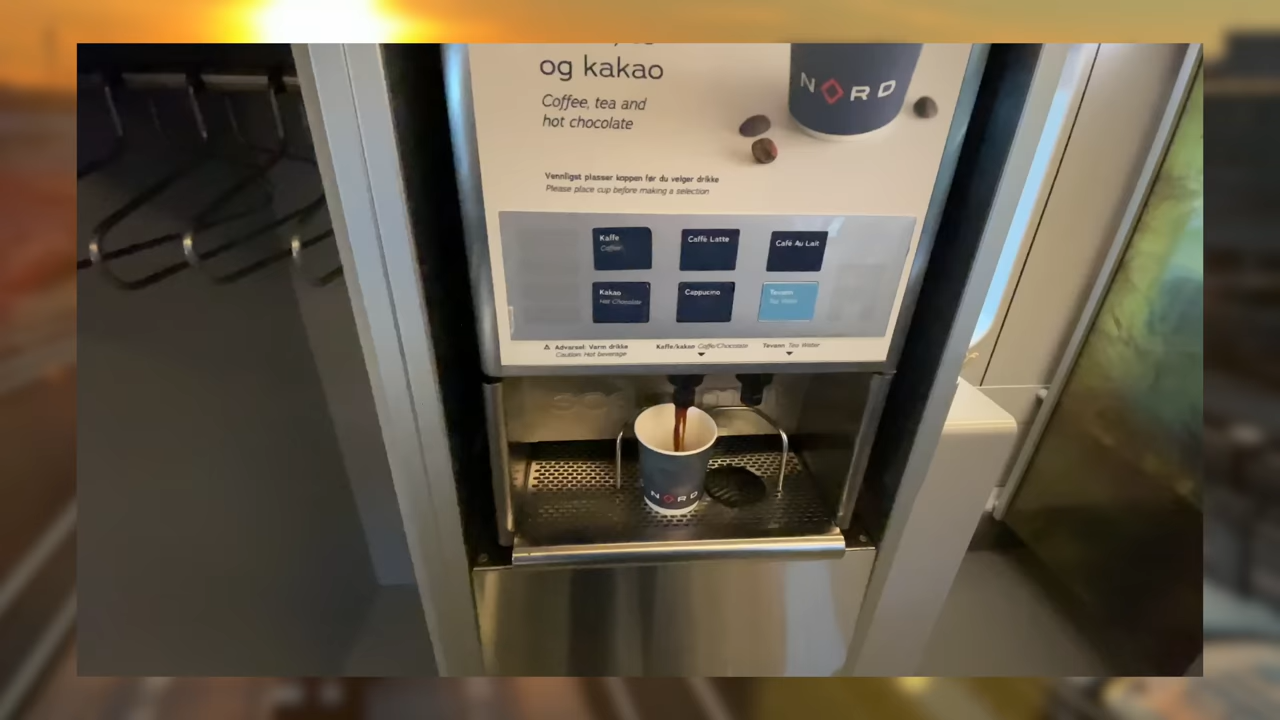 og kakao
Coffee, tea and
hot chocolate
NORD
Vennligst plasser koppen før du velger drikke
Please place cup before making a selection
Kaffe
Coffee
Caffè Latte
Café Au Lait
Kakao
Hot Chocolate
Cappucino
Tevann
Tea Water
Advarsel: Varm drikke
Caution: Hot beverage
Kaffe/kakao Coffe/Chocolate
Tevann Tea Water
NORD